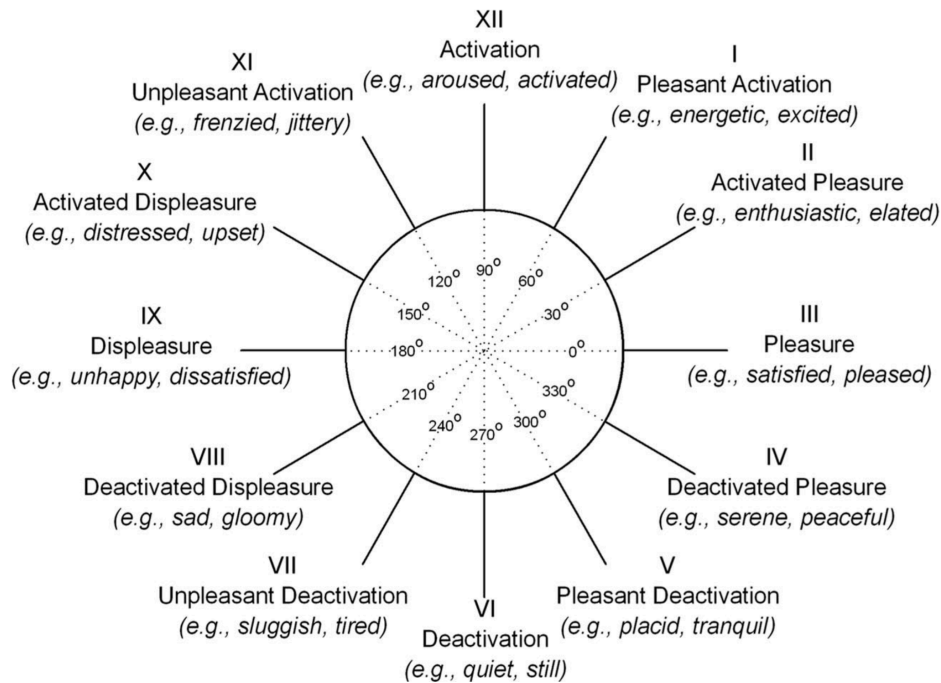 XII
Activation
(e.g., aroused, activated)
I
Pleasant Activation
(e.g., energetic, excited)
II
Activated Pleasure
(e.g., enthusiastic, elated)
III
Pleasure
(e.g., satisfied, pleased)
IV
Deactivated Pleasure
(e.g., serene, peaceful)
V
Pleasant Deactivation
(e.g., placid, tranquil)
VI
Deactivation
(e.g., quiet, still)
VII
Unpleasant Deactivation
(e.g., sluggish, tired)
VIII
Deactivated Displeasure
(e.g., sad, gloomy)
IX
Displeasure
(e.g., unhappy, dissatisfied)
X
Activated Displeasure
(e.g., distressed, upset)
XI
Unpleasant Activation
(e.g., frenzied, jittery)
90°
60°
30°
0°
330°
300°
270°
240°
210°
180°
150°
120°